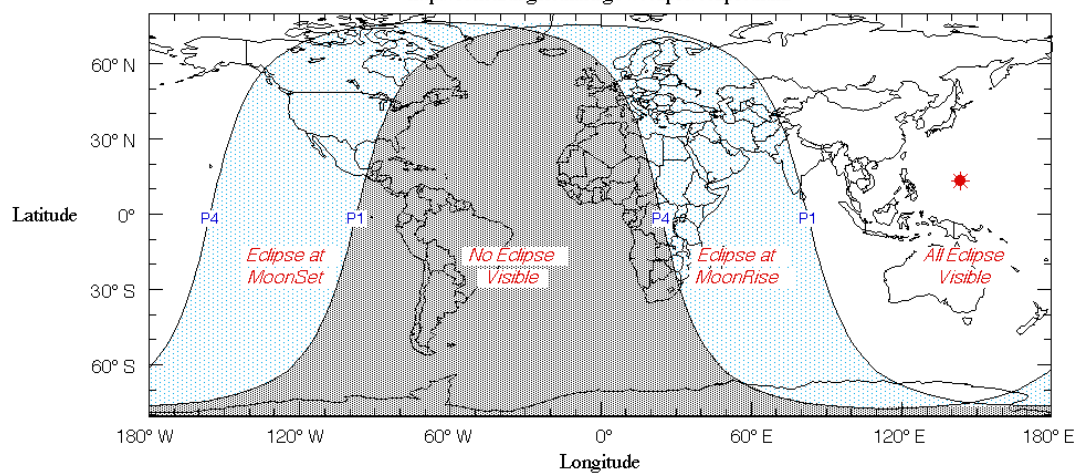 60° N
30° N
Latitude
0°
P4
P1
P4
P1
Eclipse at
MoonSet
No Eclipse
Visible
Eclipse at
MoonRise
All Eclipse
Visible
30° S
60° S
180° W
120° W
60° W
0°
60° E
120° E
180° E
Longitude